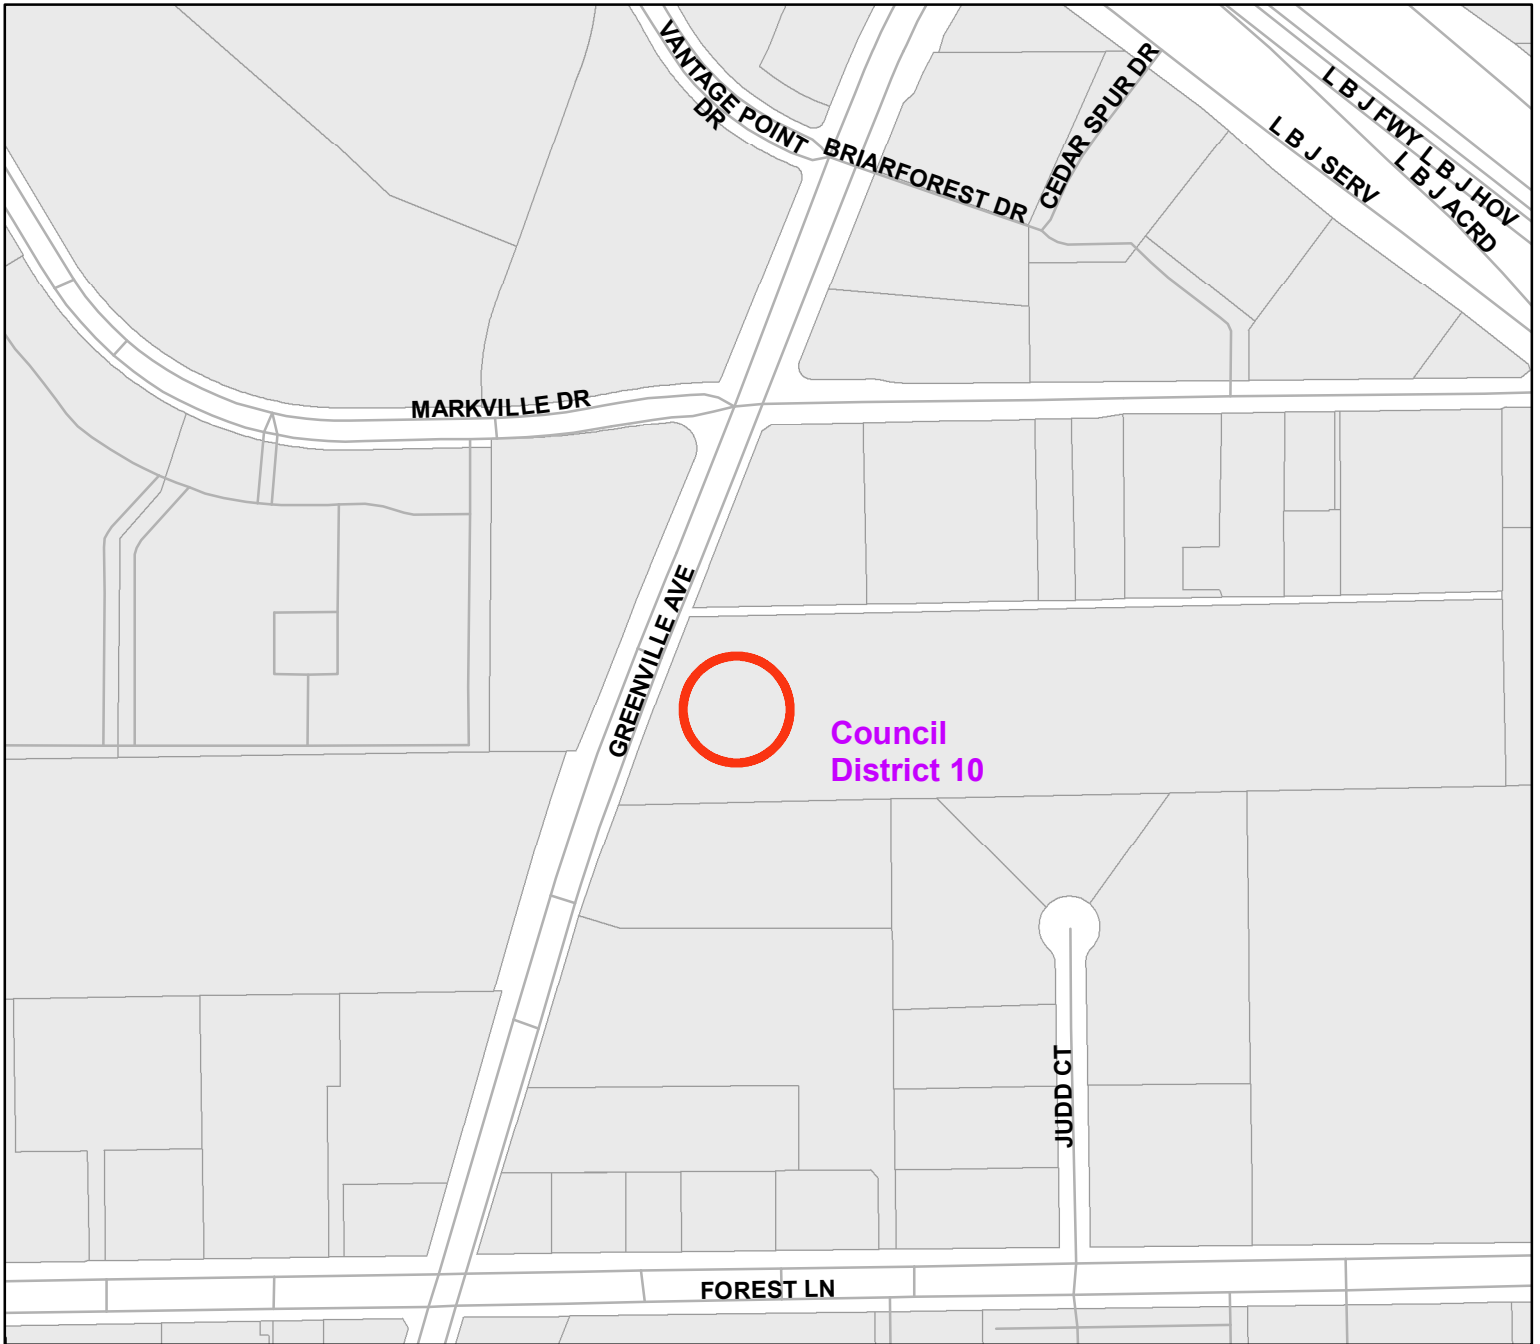 VANTAGE POINT
DR
BRIARFOREST DR
CEDAR SPUR DR
L B J FWY
L B J HOV
L B J SERV
L B J ACRD
MARKVILLE DR
GREENVILLE AVE
Council
District 10
JUDD CT
FOREST LN